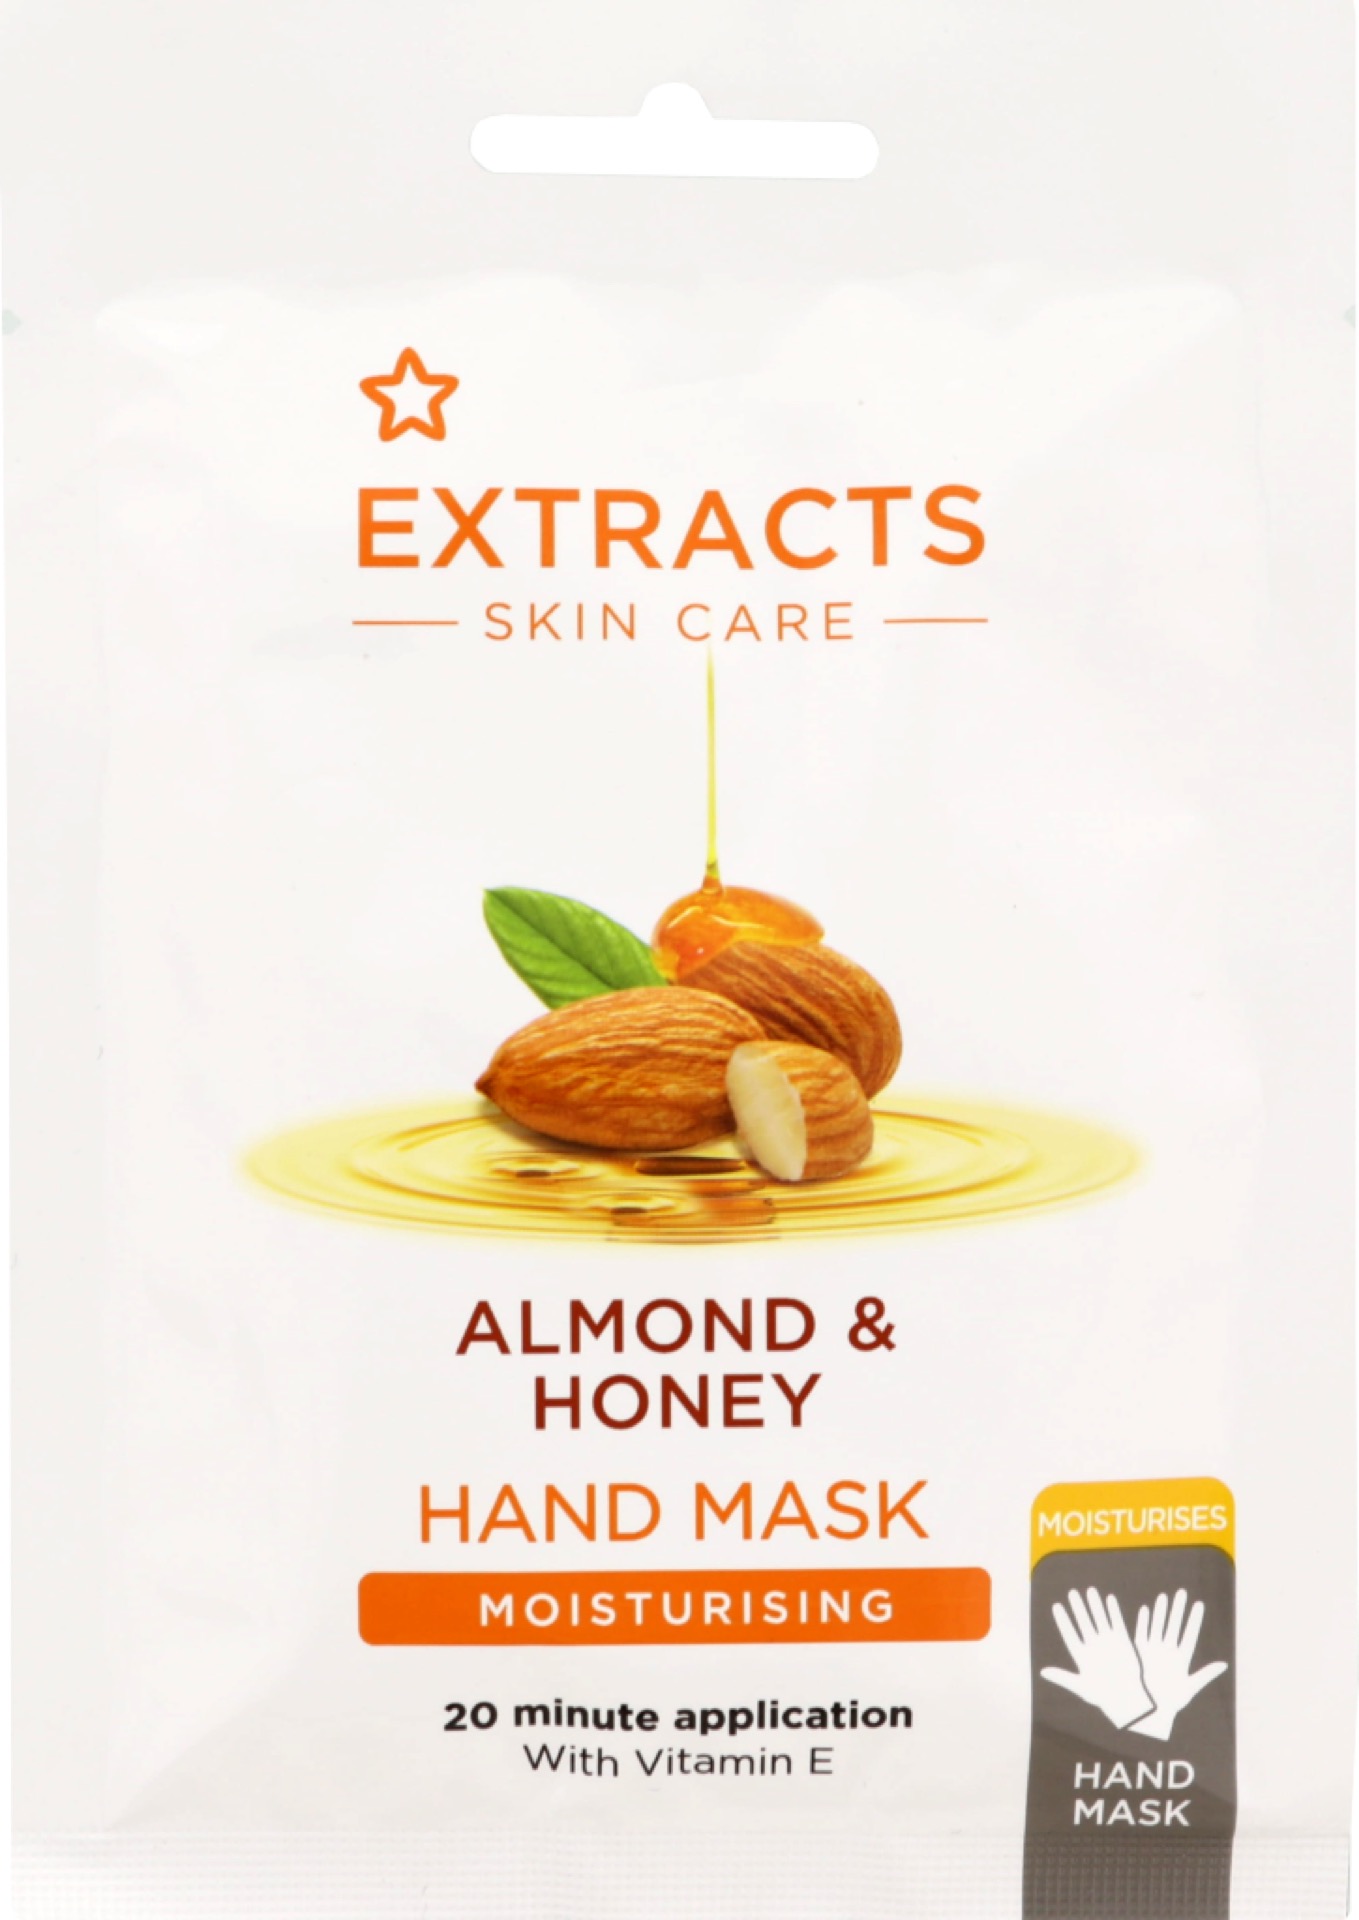 EXTRACTS
SKIN CARE
ALMOND &
HONEY
HAND MASK
MOISTURISING
20 minute application
With Vitamin E
MOISTURISES
HAND
MASK